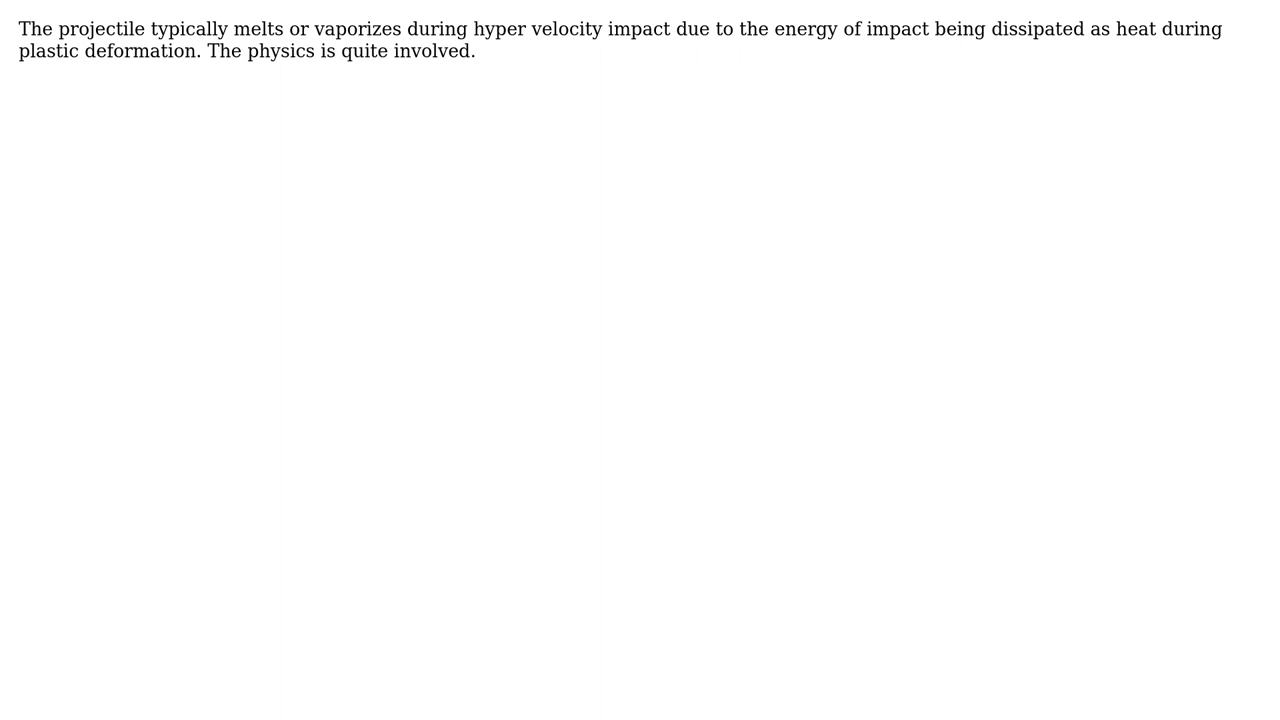 The projectile typically melts or vaporizes during hyper velocity impact due to the energy of impact being dissipated as heat during
plastic deformation. The physics is quite involved.